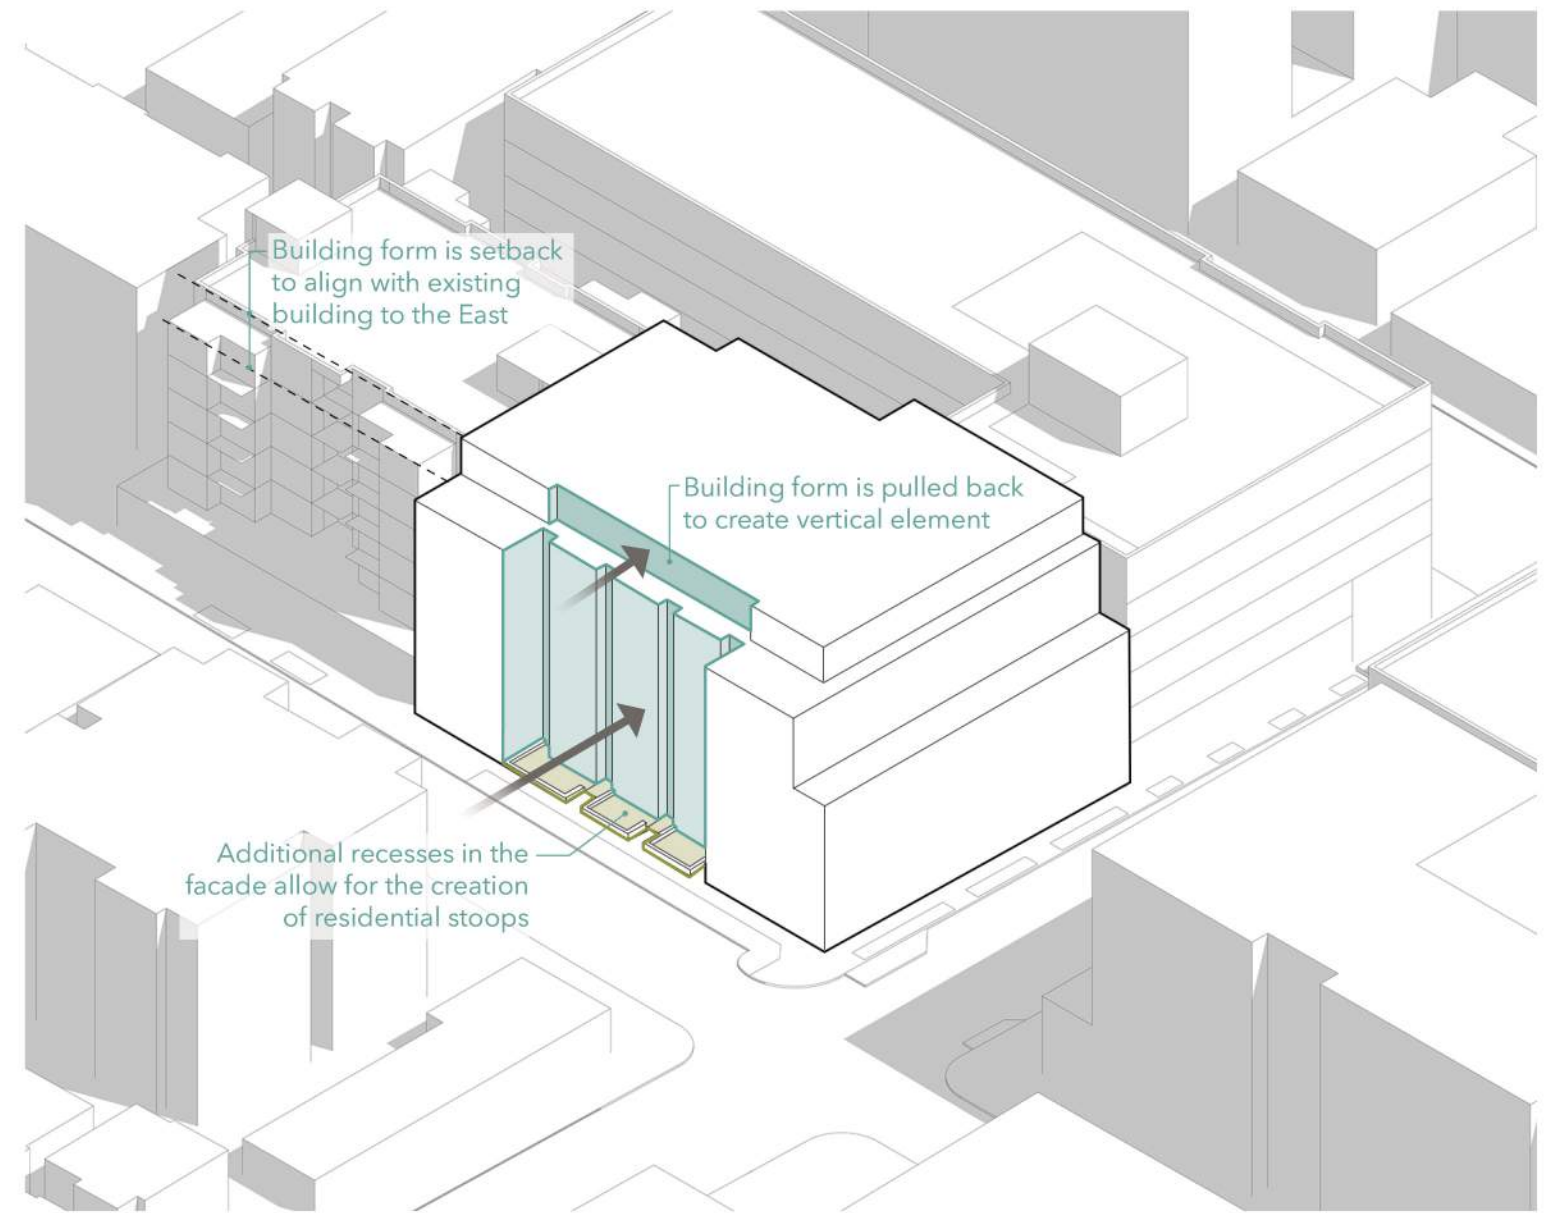 Building form is setback
to align with existing
building to the East
Building form is pulled back
to create vertical element
Additional recesses in the
facade allow for the creation
of residential stoops